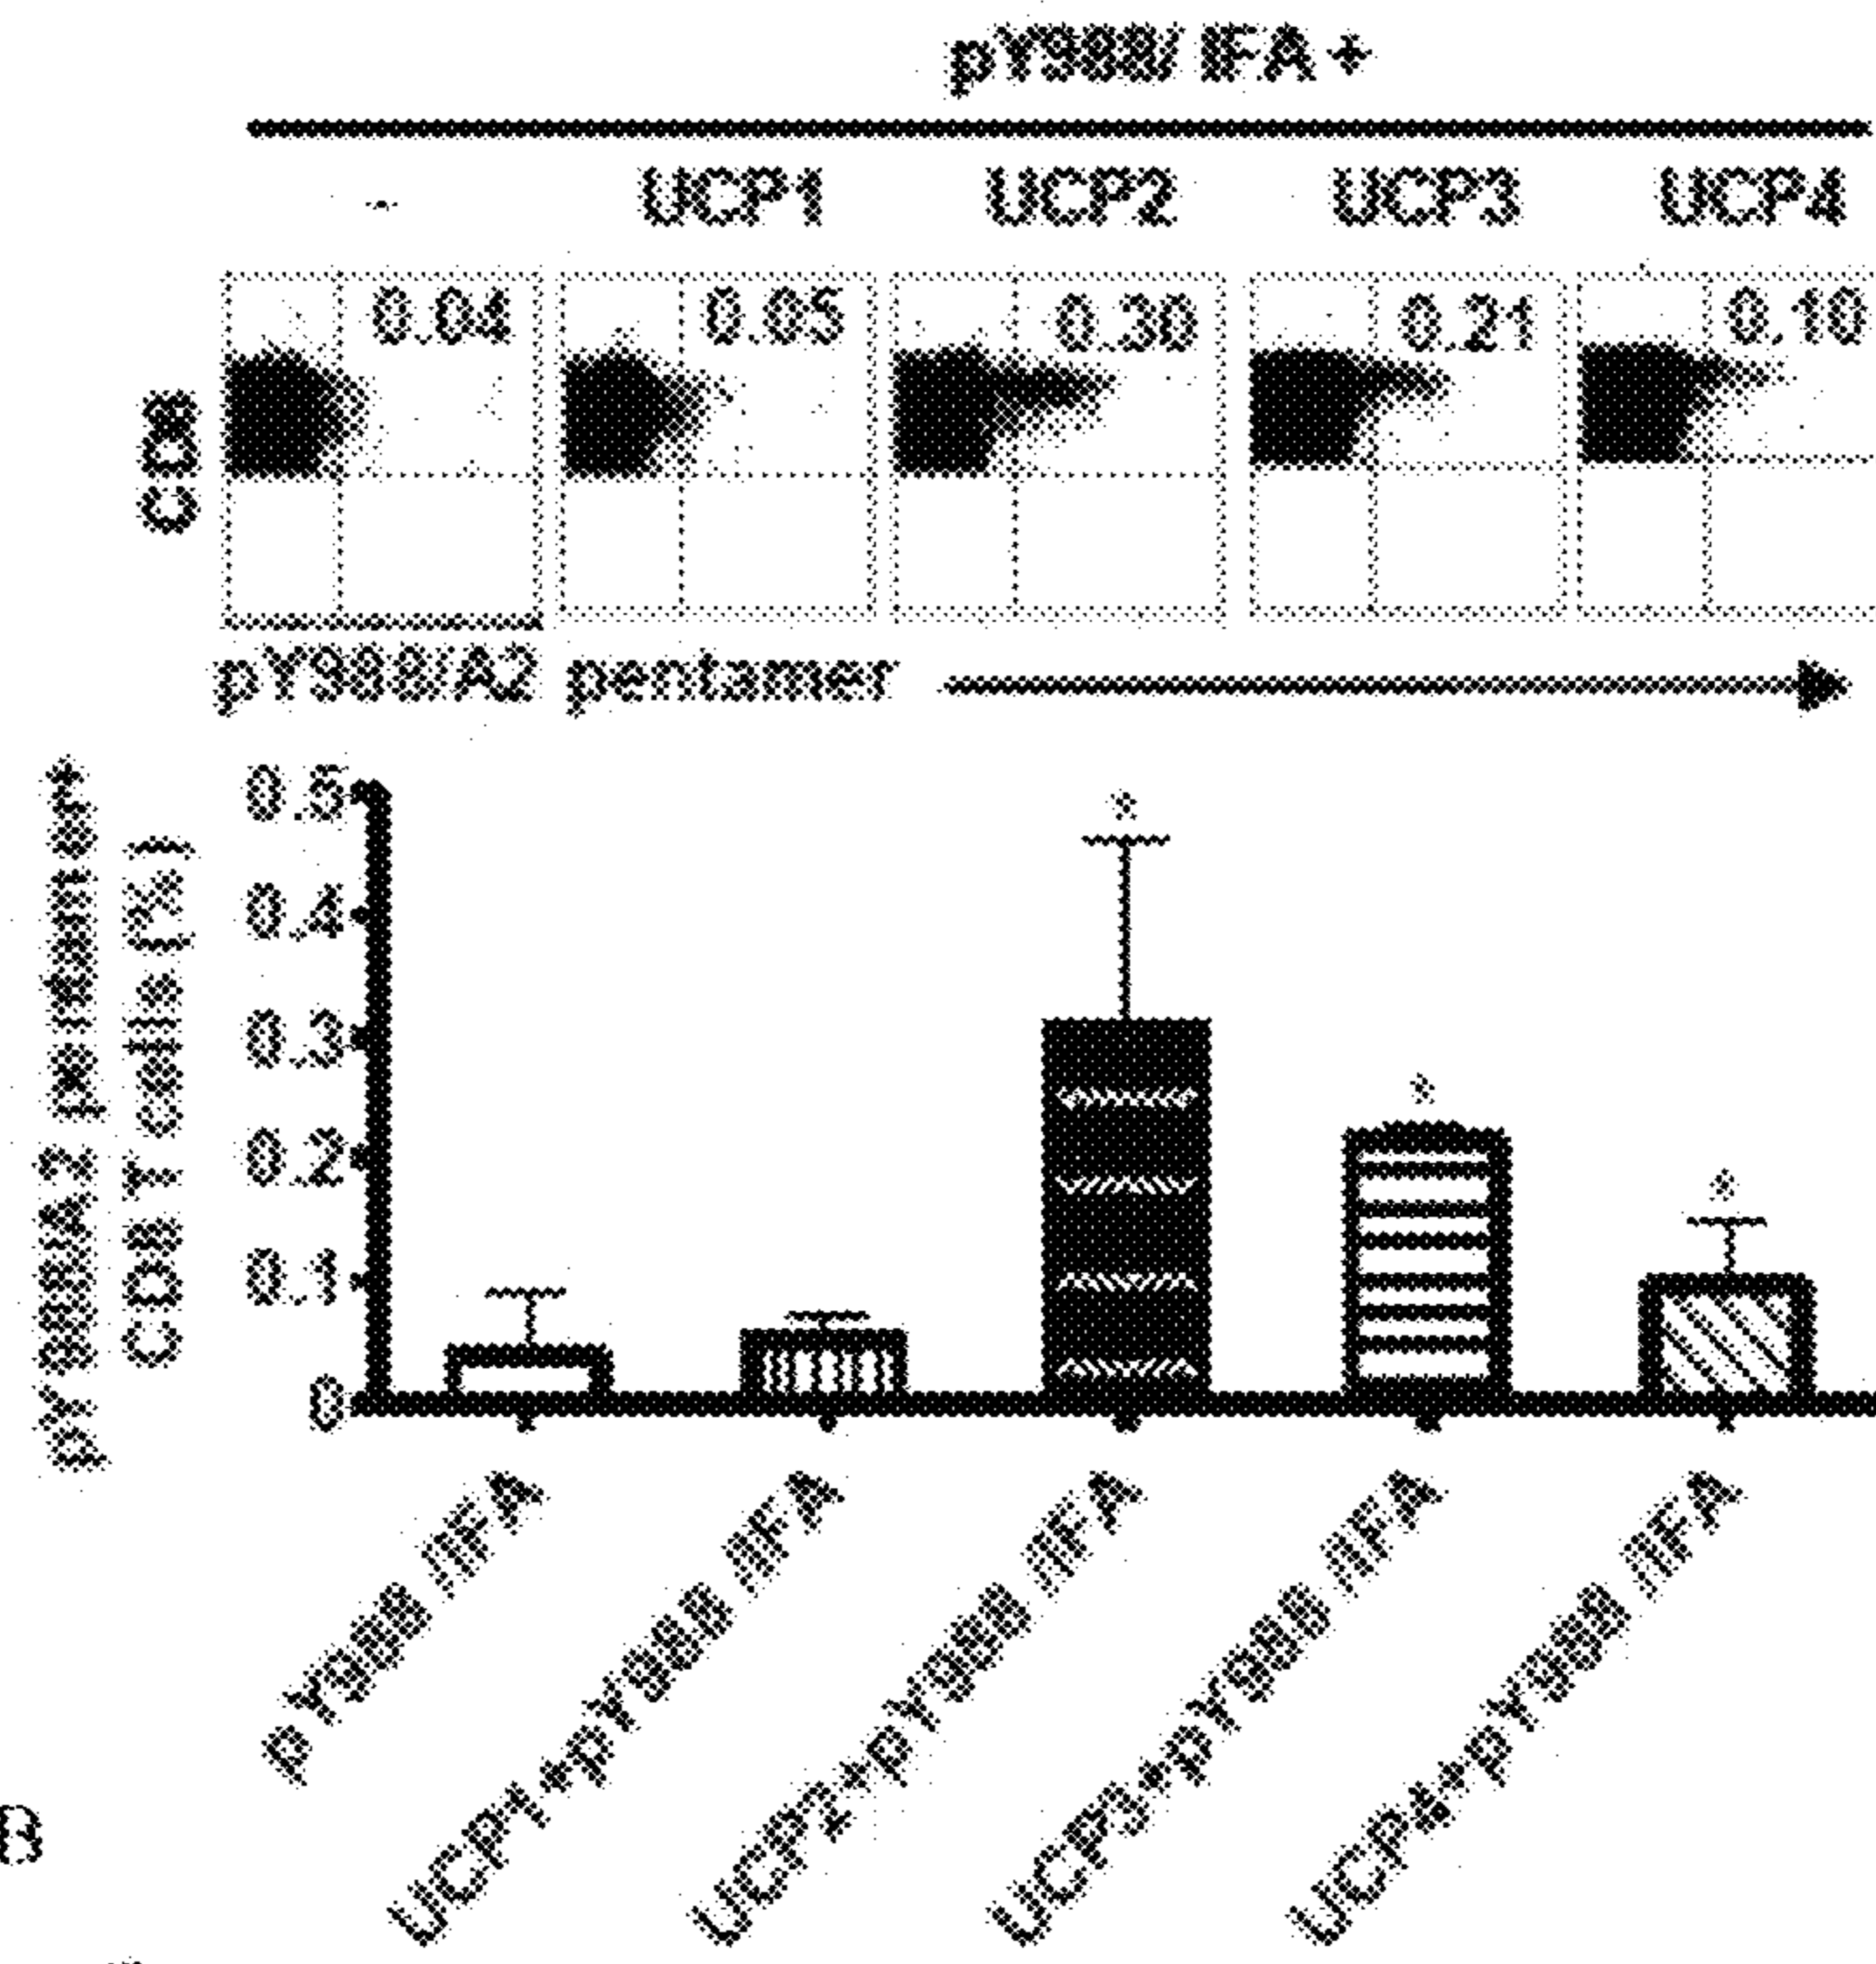 pY988/ IFA +
- UCP1 UCP2 UCP3 UCP4
0.04 0.05 0.30 0.21 0.10
CD8
pY988/A2 pentamer
pY988/A2 pentamer+
CD8 T cells (%)
0.5
0.4
0.3
0.2
0.1
0
* * *
pY988 /IFA
UCP1+pY988 /IFA
UCP2+pY988 /IFA
UCP3+pY988 /IFA
UCP4+pY988 /IFA
B